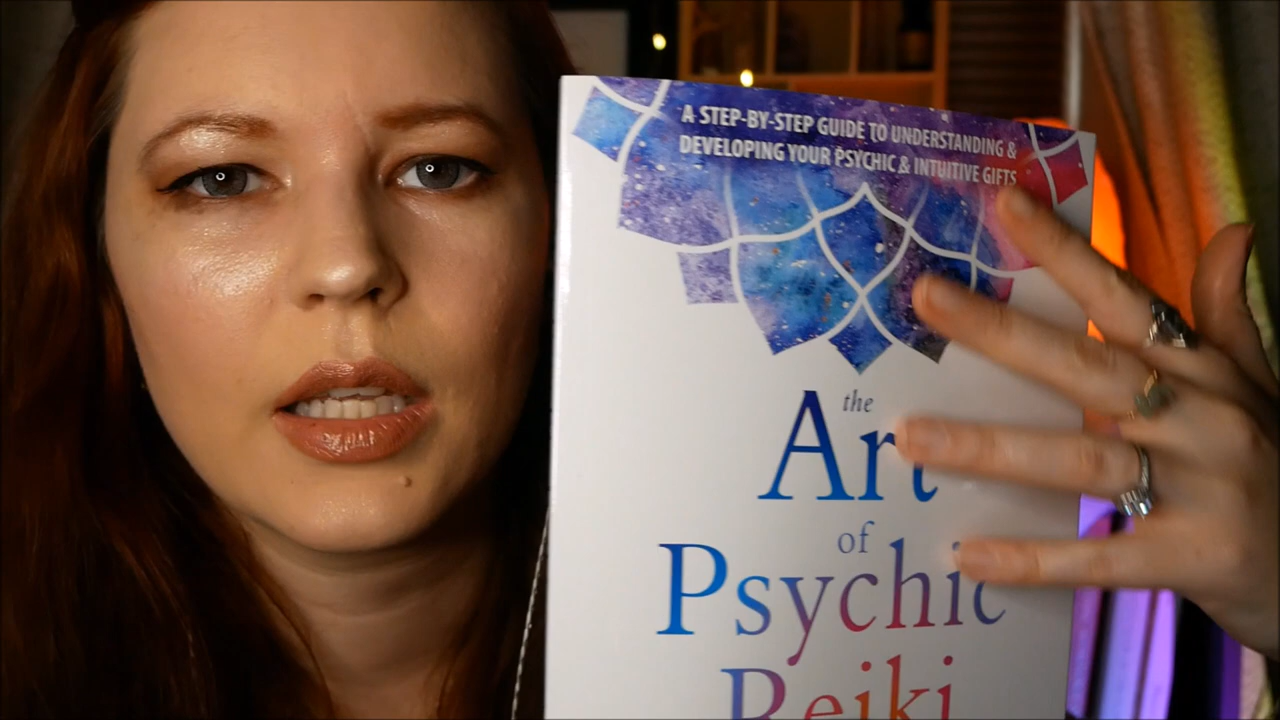 A STEP-BY-STEP GUIDE TO UNDERSTANDING &
DEVELOPING YOUR PSYCHIC & INTUITIVE GIFTS
the
Art
of
Psychic
Reiki